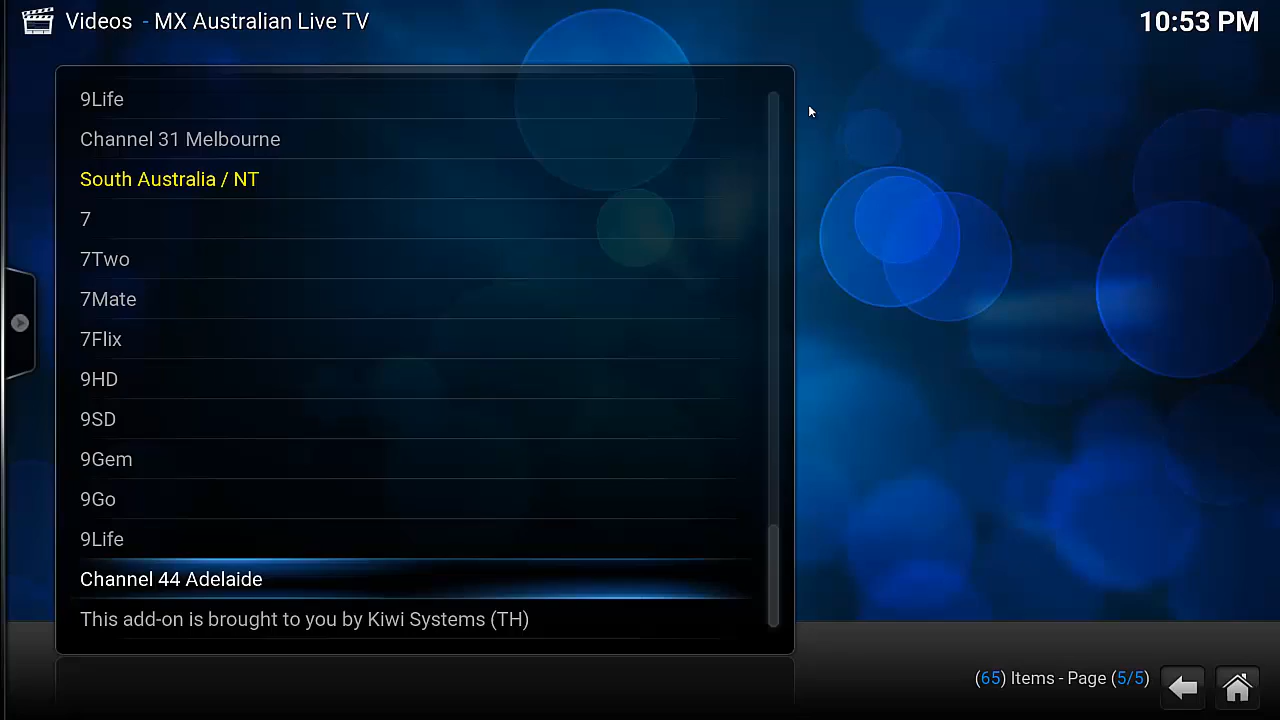 Videos - MX Australian Live TV
10:53 PM
9Life
Channel 31 Melbourne
South Australia / NT
7
7Two
7Mate
7Flix
9HD
9SD
9Gem
9Go
9Life
Channel 44 Adelaide
This add-on is brought to you by Kiwi Systems (TH)
(65) Items - Page (5/5)